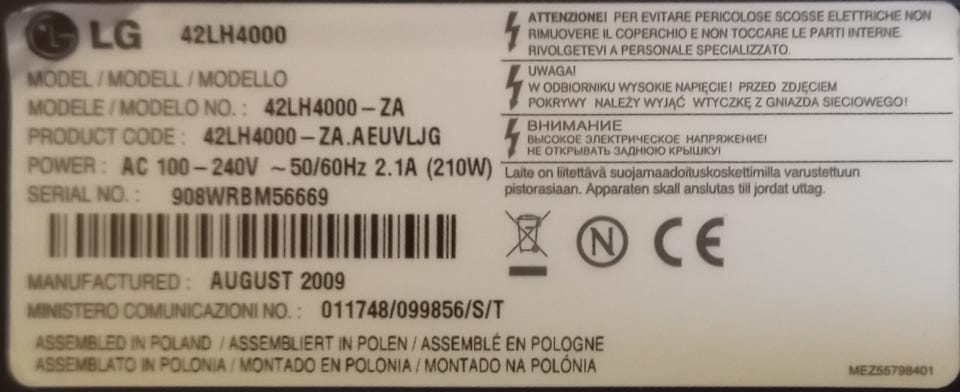 LG 42LH4000
MODEL / MODELL / MODELLO
MODELE / MODELO NO. : 42LH4000-ZA
PRODUCT CODE : 42LH4000-ZA.AEUVLJG
POWER : AC 100-240V ~50/60Hz 2.1A (210W)
SERIAL NO. : 908WRBM56669
MANUFACTURED : AUGUST 2009
MINISTERO COMUNICAZIONI NO. : 011748/099856/S/T
ASSEMBLED IN POLAND / ASSEMBLIERT IN POLEN / ASSEMBLÉ EN POLOGNE
ASSEMBLATO IN POLONIA / MONTADO EN POLONIA / MONTADO NA POLÓNIA
ATTENZIONE! PER EVITARE PERICOLOSE SCOSSE ELETTRICHE NON
RIMUOVERE IL COPERCHIO E NON TOCCARE LE PARTI INTERNE.
RIVOLGETEVI A PERSONALE SPECIALIZZATO.
UWAGA!
W ODBIORNIKU WYSOKIE NAPIĘCIE! PRZED ZDJĘCIEM
POKRYWY NALEŻY WYJĄĆ WTYCZKĘ Z GNIAZDA SIECIOWEGO!
ВНИМАНИЕ
ВЫСОКОЕ ЭЛЕКТРИЧЕСКОЕ НАПРЯЖЕНИЕ!
НЕ ОТКРЫВАТЬ ЗАДНЮЮ КРЫШКУ!
Laite on liitettävä suojamaadoituskoskettimilla varustettuun
pistorasiaan. Apparaten skall anslutas till jordat uttag.
N CE
MEZ55798401